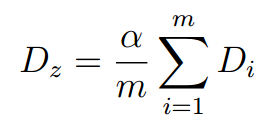 D_z = \frac{\alpha}{m} \sum_{i=1}^{m} D_i